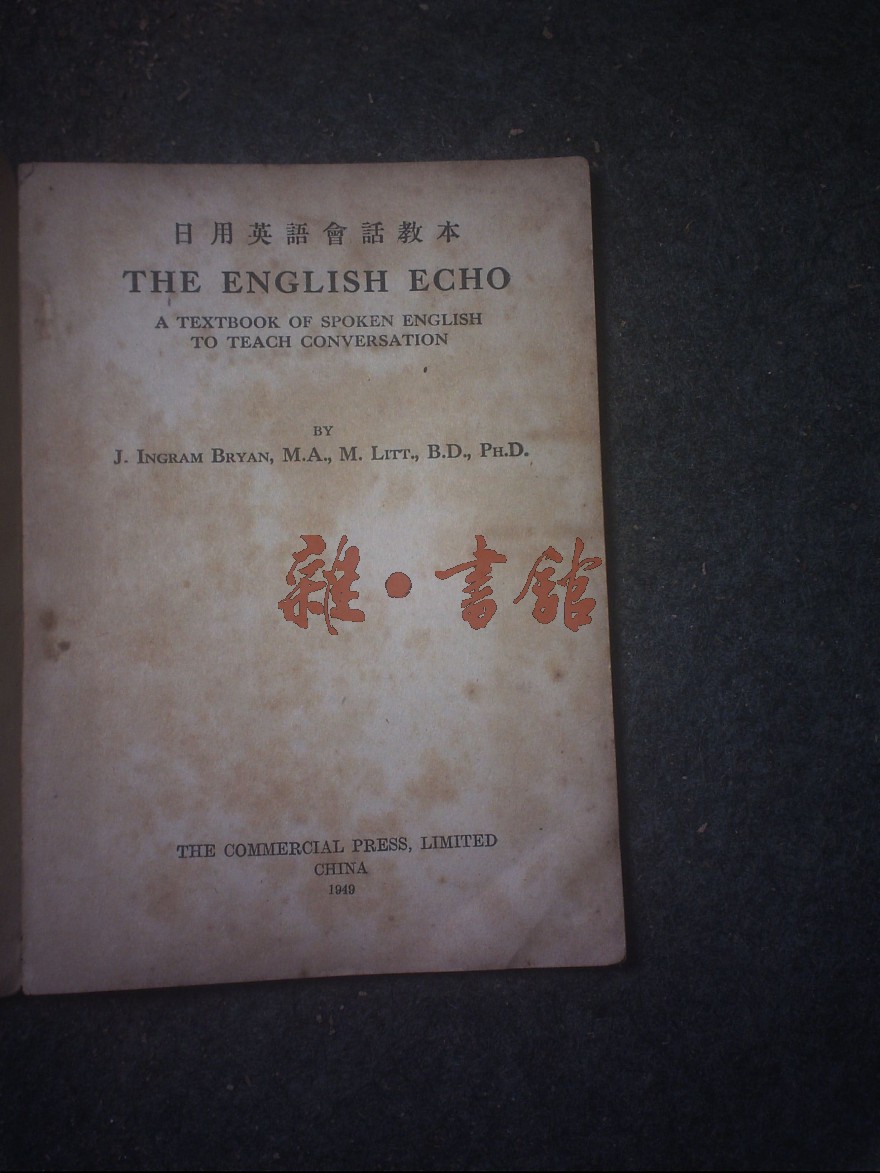 日用英語會話教本
THE ENGLISH ECHO
A TEXTBOOK OF SPOKEN ENGLISH
TO TEACH CONVERSATION
BY
J. INGRAM BRYAN, M.A., M. LITT., B.D., PH.D.
雜·書館
THE COMMERCIAL PRESS, LIMITED
CHINA
1949